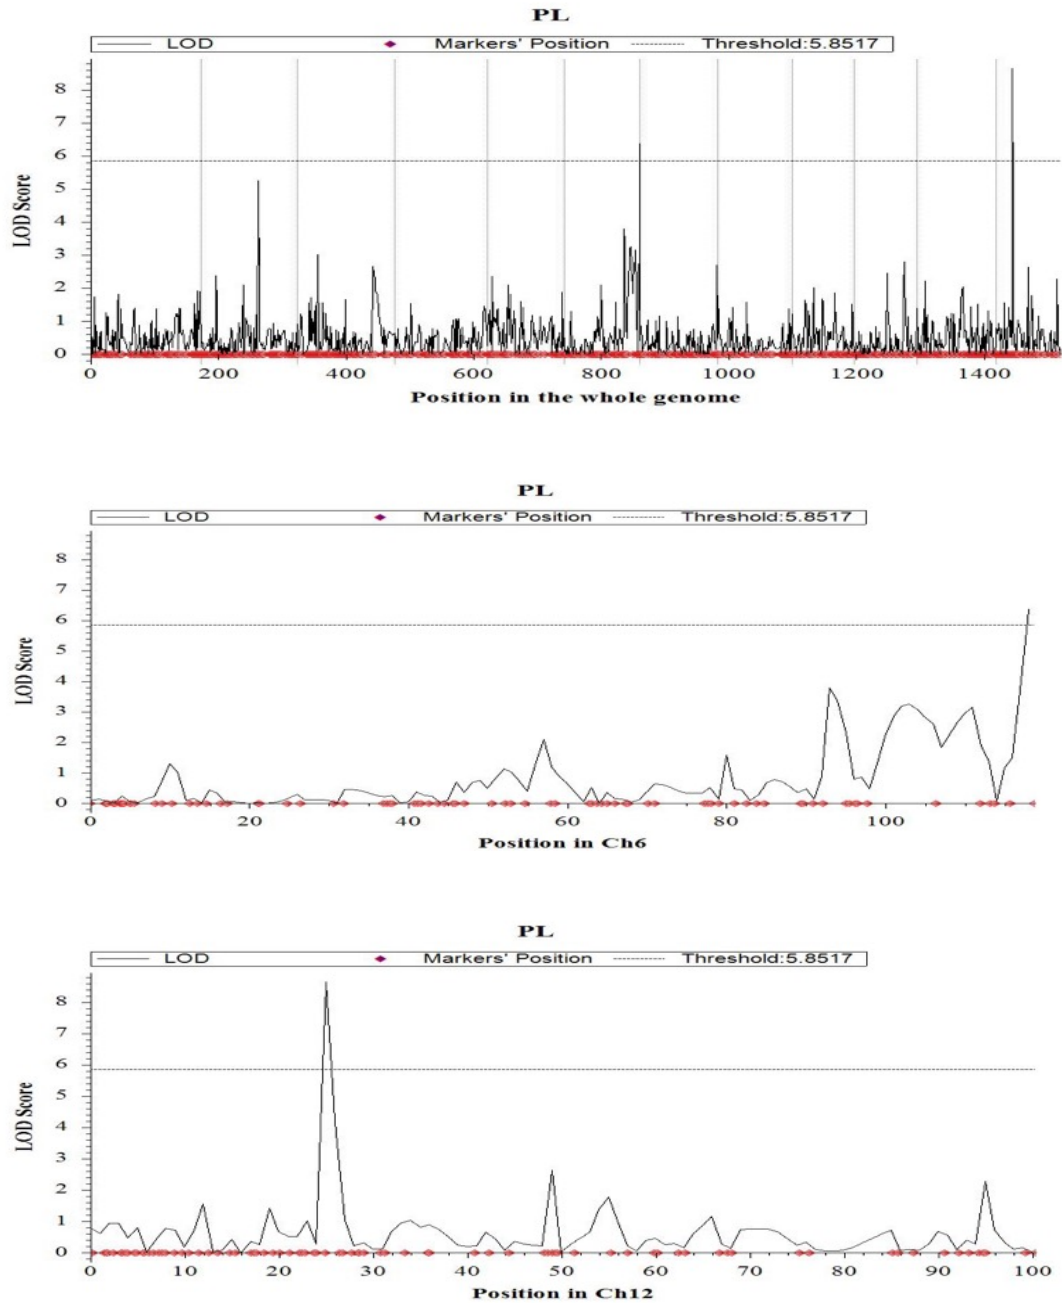 PL
LOD Markers' Position Threshold:5.8517
8
7
6
5
4
3
2
1
0
LOD Score
0 200 400 600 800 1000 1200 1400
Position in the whole genome
PL
LOD Markers' Position Threshold:5.8517
8
7
6
5
4
3
2
1
0
LOD Score
0 20 40 60 80 100
Position in Ch6
PL
LOD Markers' Position Threshold:5.8517
8
7
6
5
4
3
2
1
0
LOD Score
0 10 20 30 40 50 60 70 80 90 100
Position in Ch12